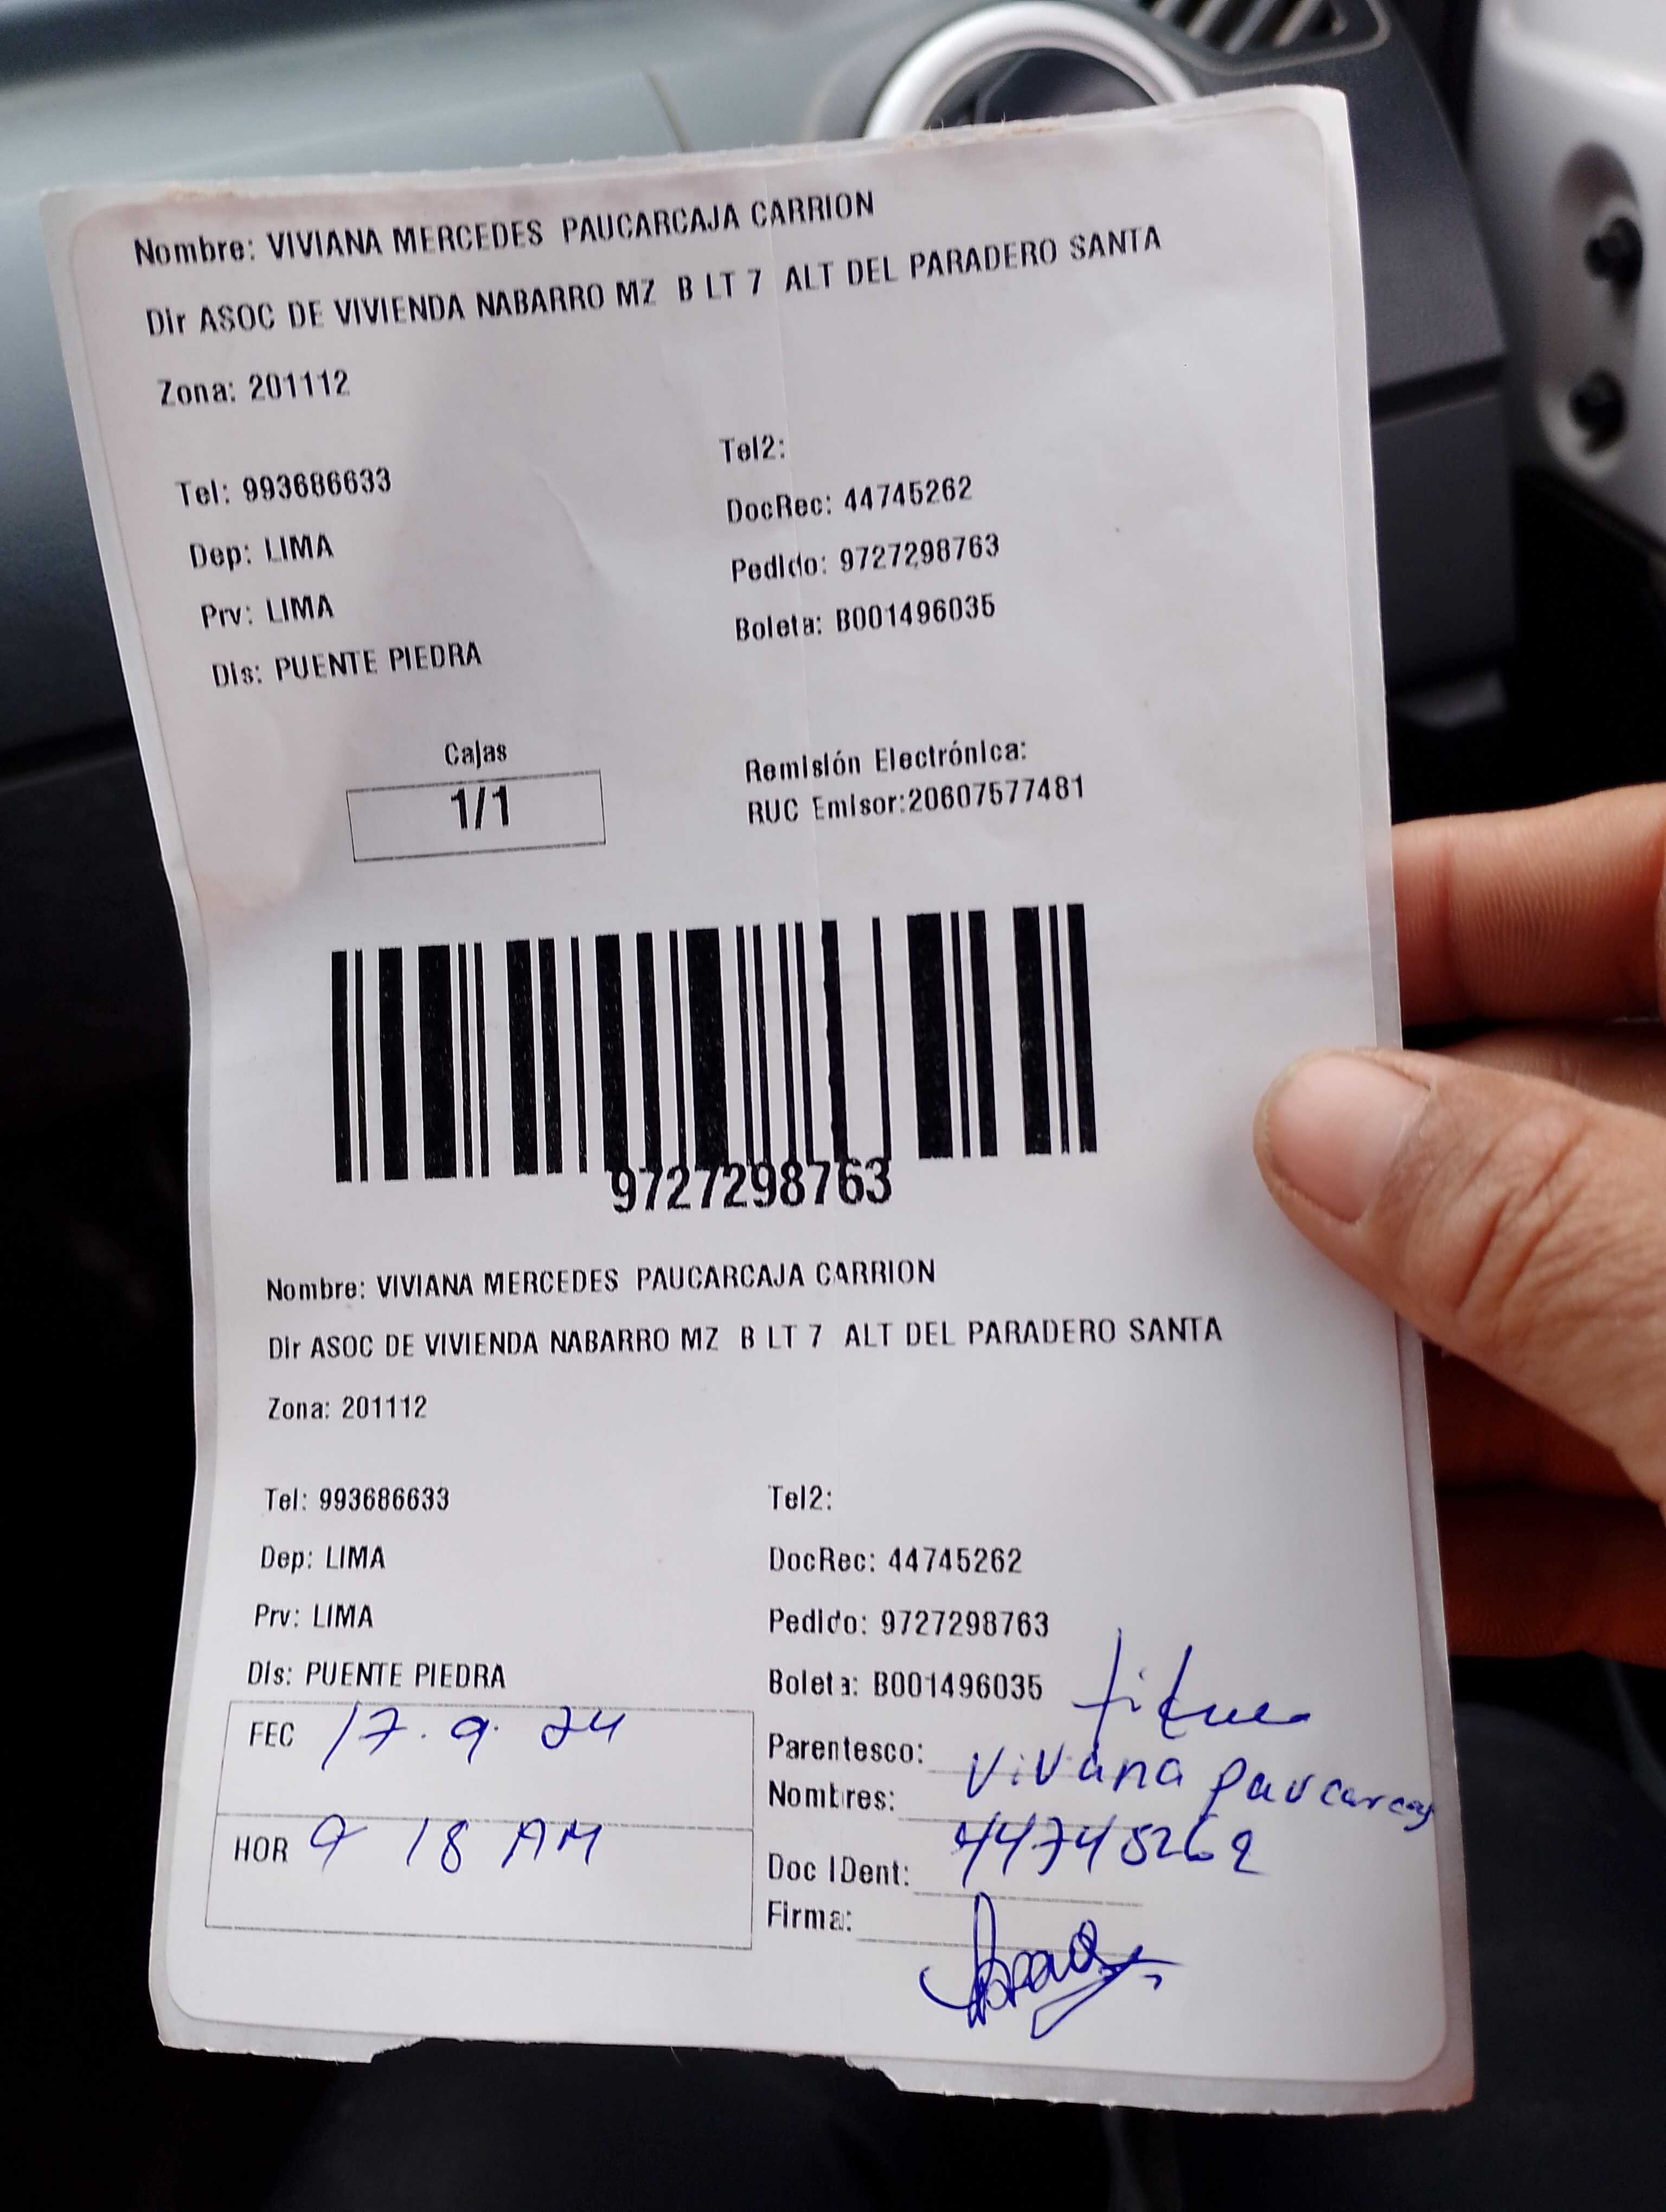 Nombre: VIVIANA MERCEDES PAUCARCAJA CARRION
Dir ASOC DE VIVIENDA NABARRO MZ B LT 7 ALT DEL PARADERO SANTA
Zona: 201112
Tel: 993686633
Tel2:
Dep: LIMA
DocRec: 44745262
Prv: LIMA
Pedido: 9727298763
Dis: PUENTE PIEDRA
Boleta: B001496035
Cajas
1/1
Remisión Electrónica:
RUC Emisor:20607577481
9727298763
Nombre: VIVIANA MERCEDES PAUCARCAJA CARRION
Dir ASOC DE VIVIENDA NABARRO MZ B LT 7 ALT DEL PARADERO SANTA
Zona: 201112
Tel: 993686633
Tel2:
Dep: LIMA
DocRec: 44745262
Prv: LIMA
Pedido: 9727298763
Dis: PUENTE PIEDRA
Boleta: B001496035
FEC 17.9.24
HOR 9 18 AM
Parentesco:
Nombres: Viviana
Doc IDent: 44745262
Firma: